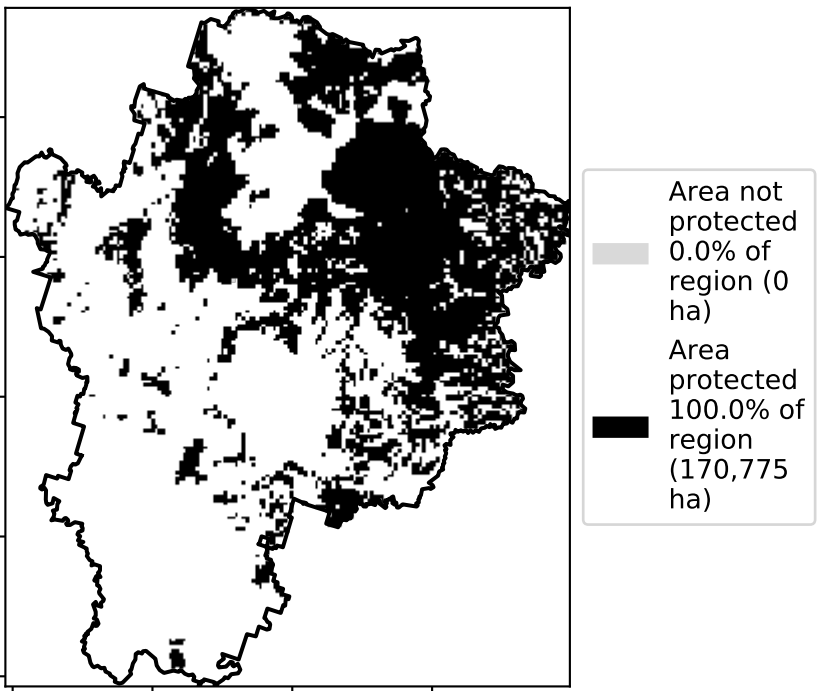 Area not
protected
0.0% of
region (0
ha)
Area
protected
100.0% of
region
(170,775
ha)